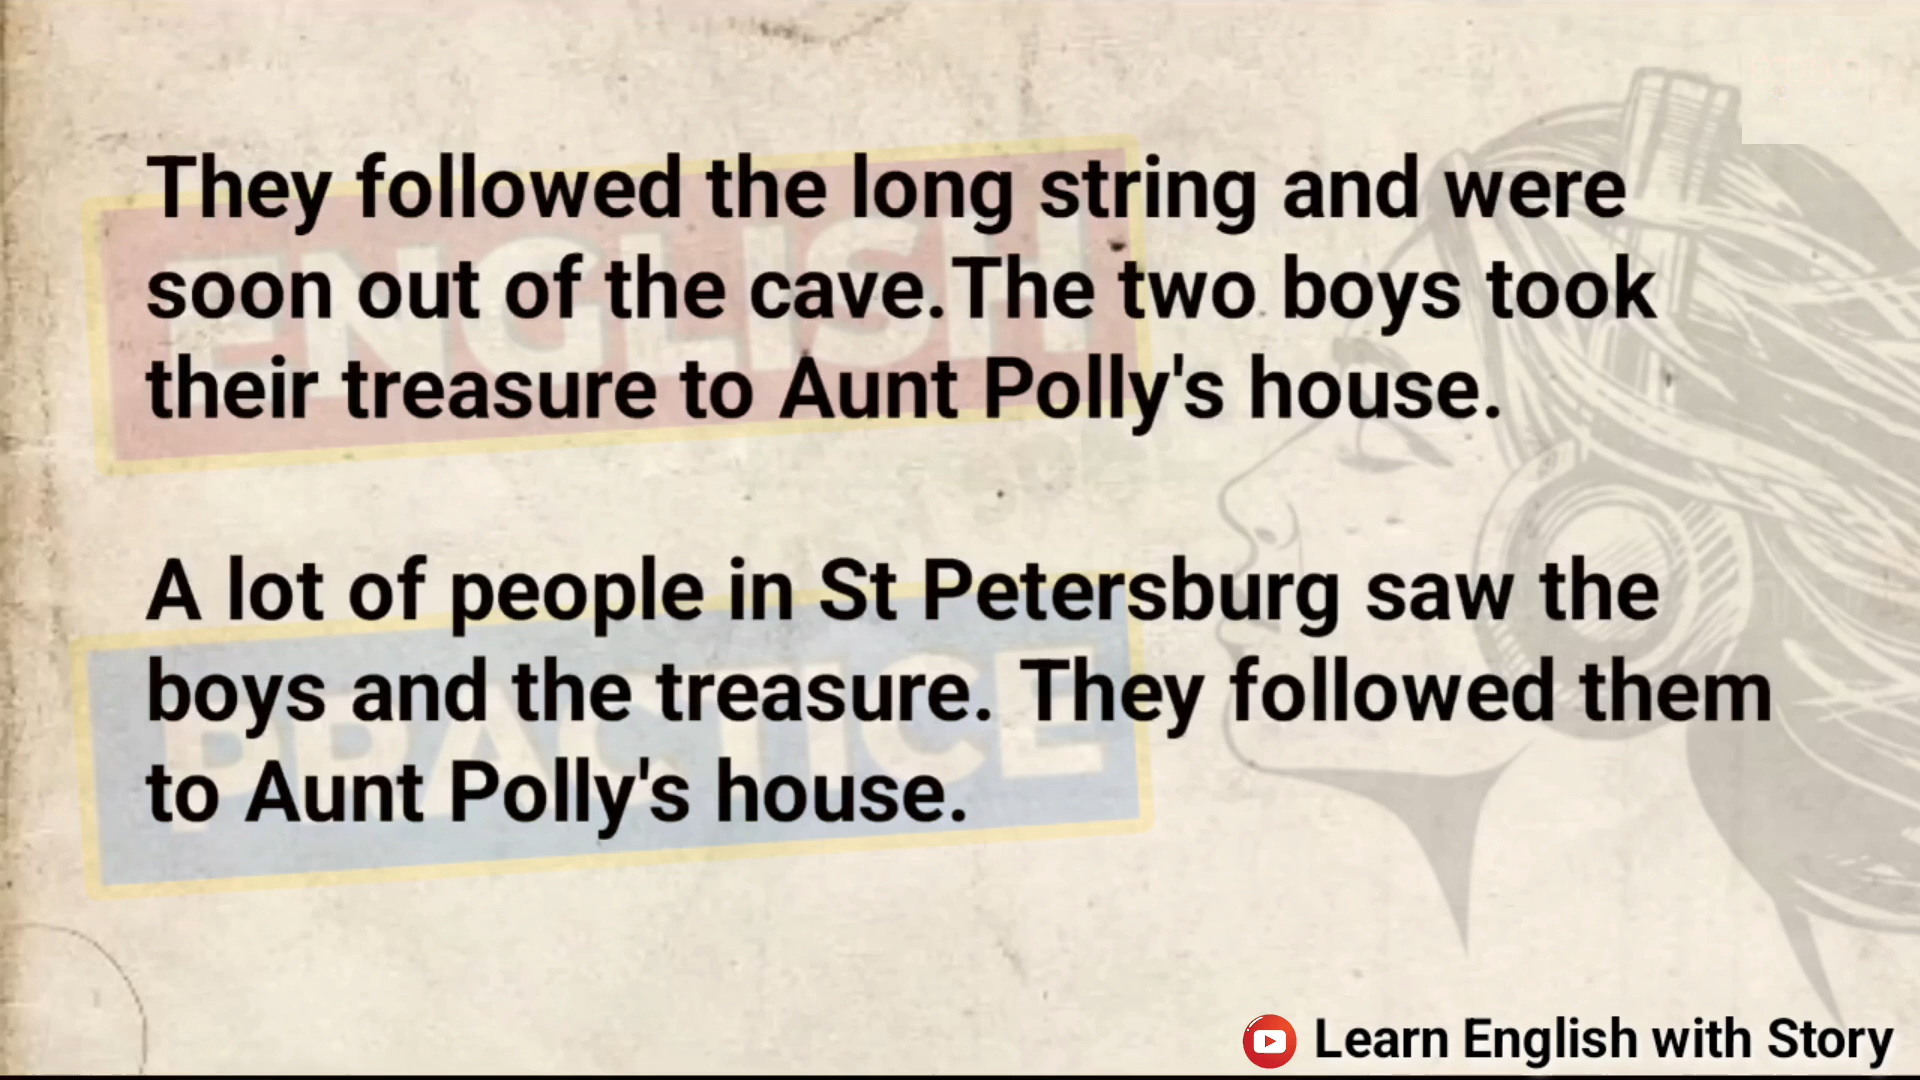 They followed the long string and were
soon out of the cave.The two boys took
their treasure to Aunt Polly's house.
A lot of people in St Petersburg saw the
boys and the treasure. They followed them
to Aunt Polly's house.
ENGLISH
PRACTICE
Learn English with Story